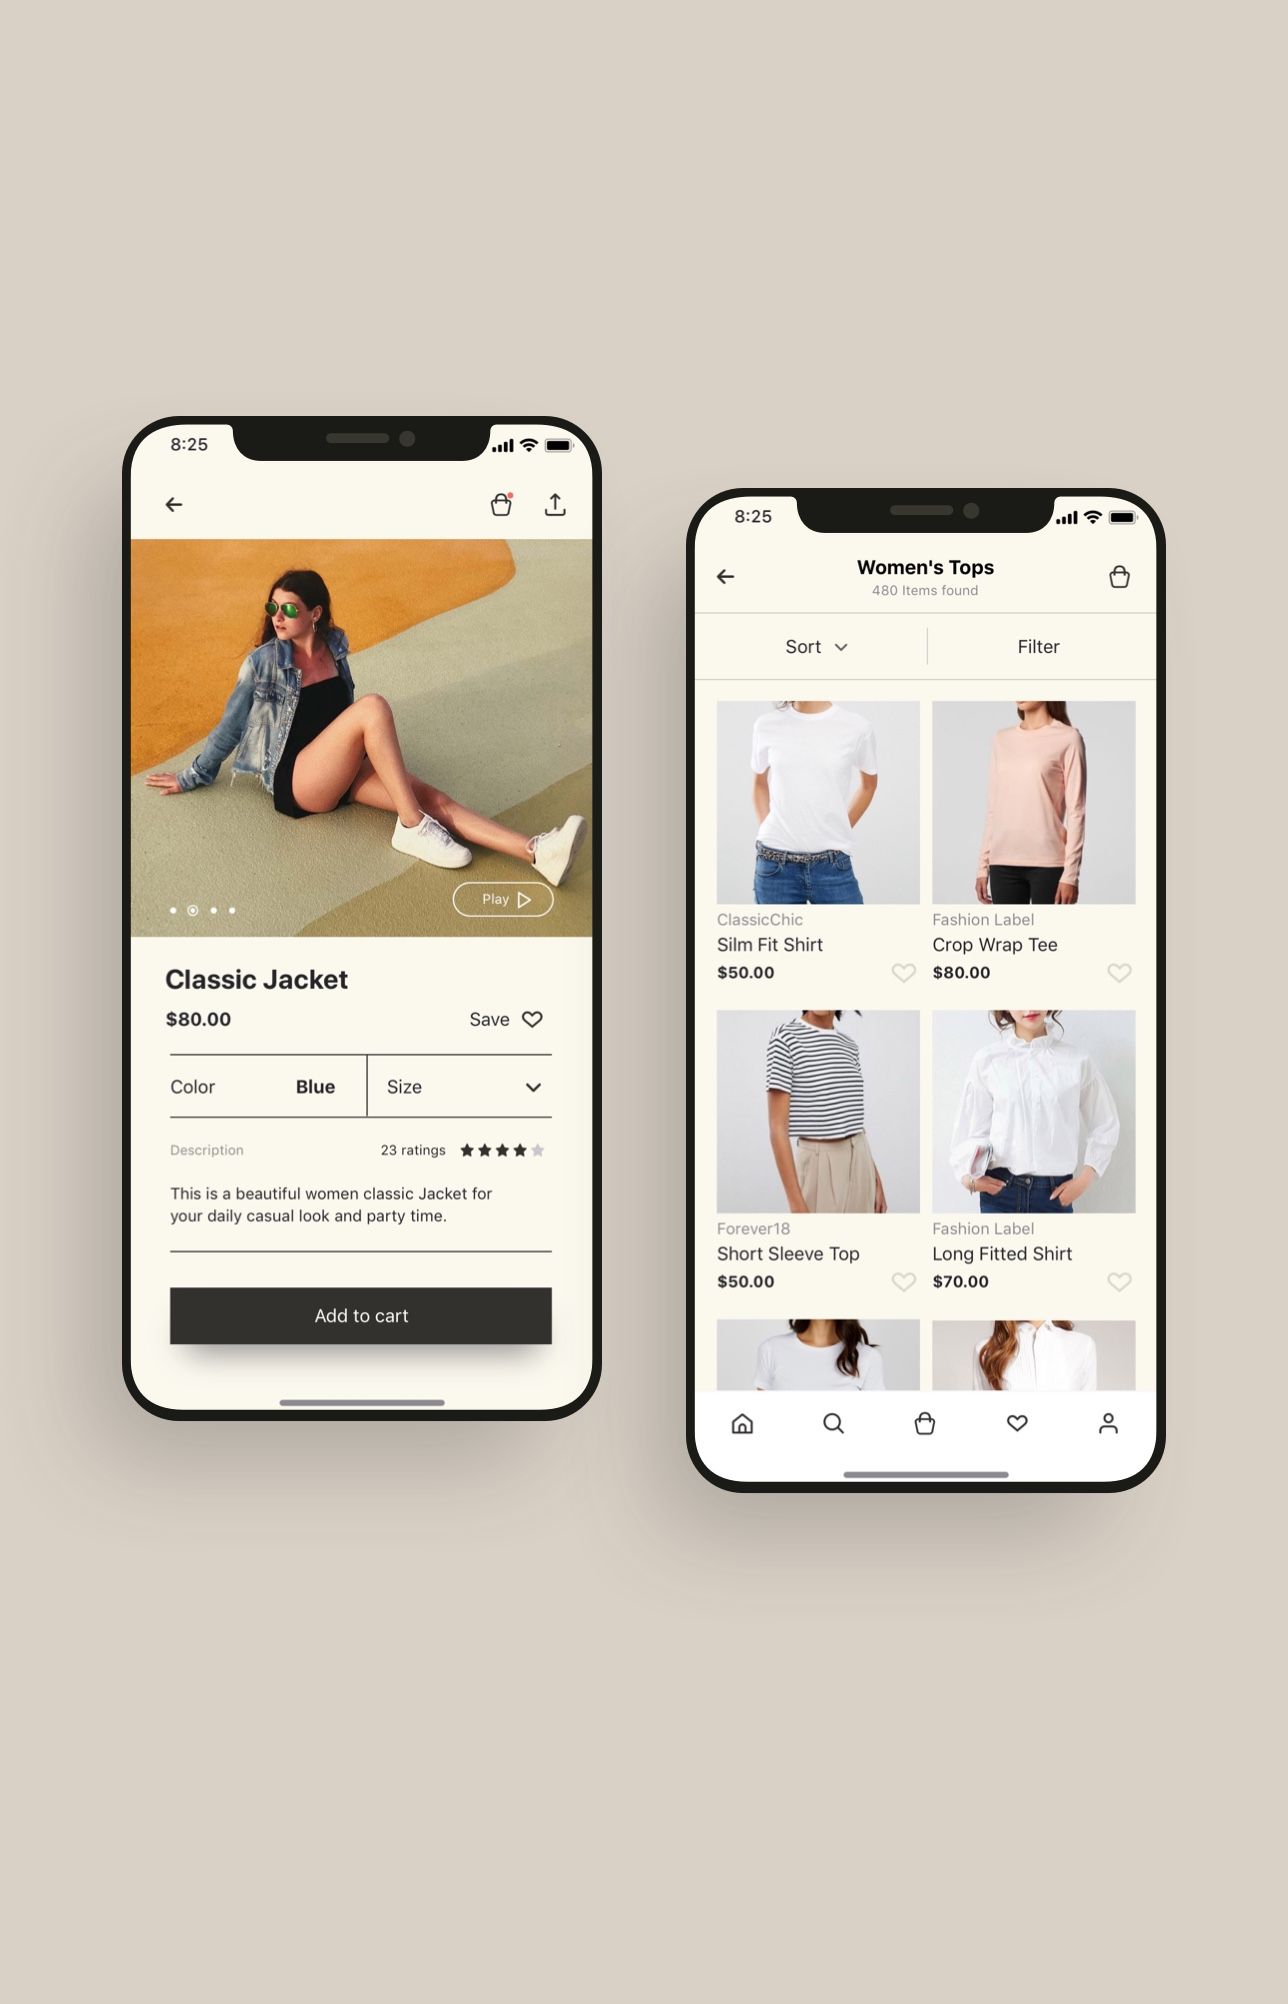 8:25
Play
Classic Jacket
$80.00 Save
Color Blue Size
Description 23 ratings
This is a beautiful women classic Jacket for
your daily casual look and party time.
Add to cart
8:25
Women's Tops
480 Items found
Sort Filter
ClassicChic
Silm Fit Shirt
$50.00
Fashion Label
Crop Wrap Tee
$80.00
Forever18
Short Sleeve Top
$50.00
Fashion Label
Long Fitted Shirt
$70.00